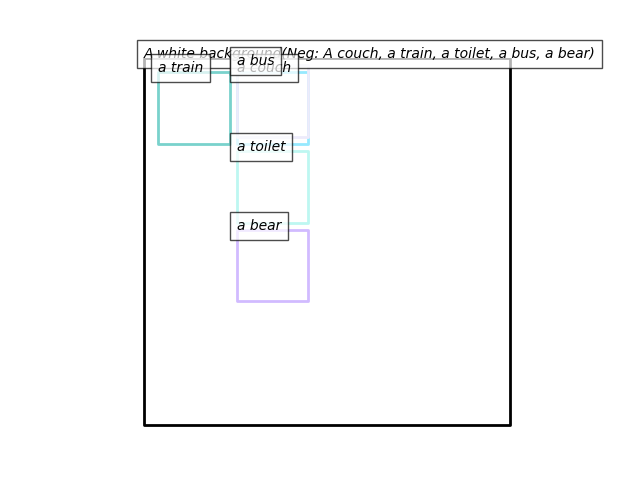 A white background(Neg: A couch, a train, a toilet, a bus, a bear)
a bus
a train
a couch
a toilet
a bear